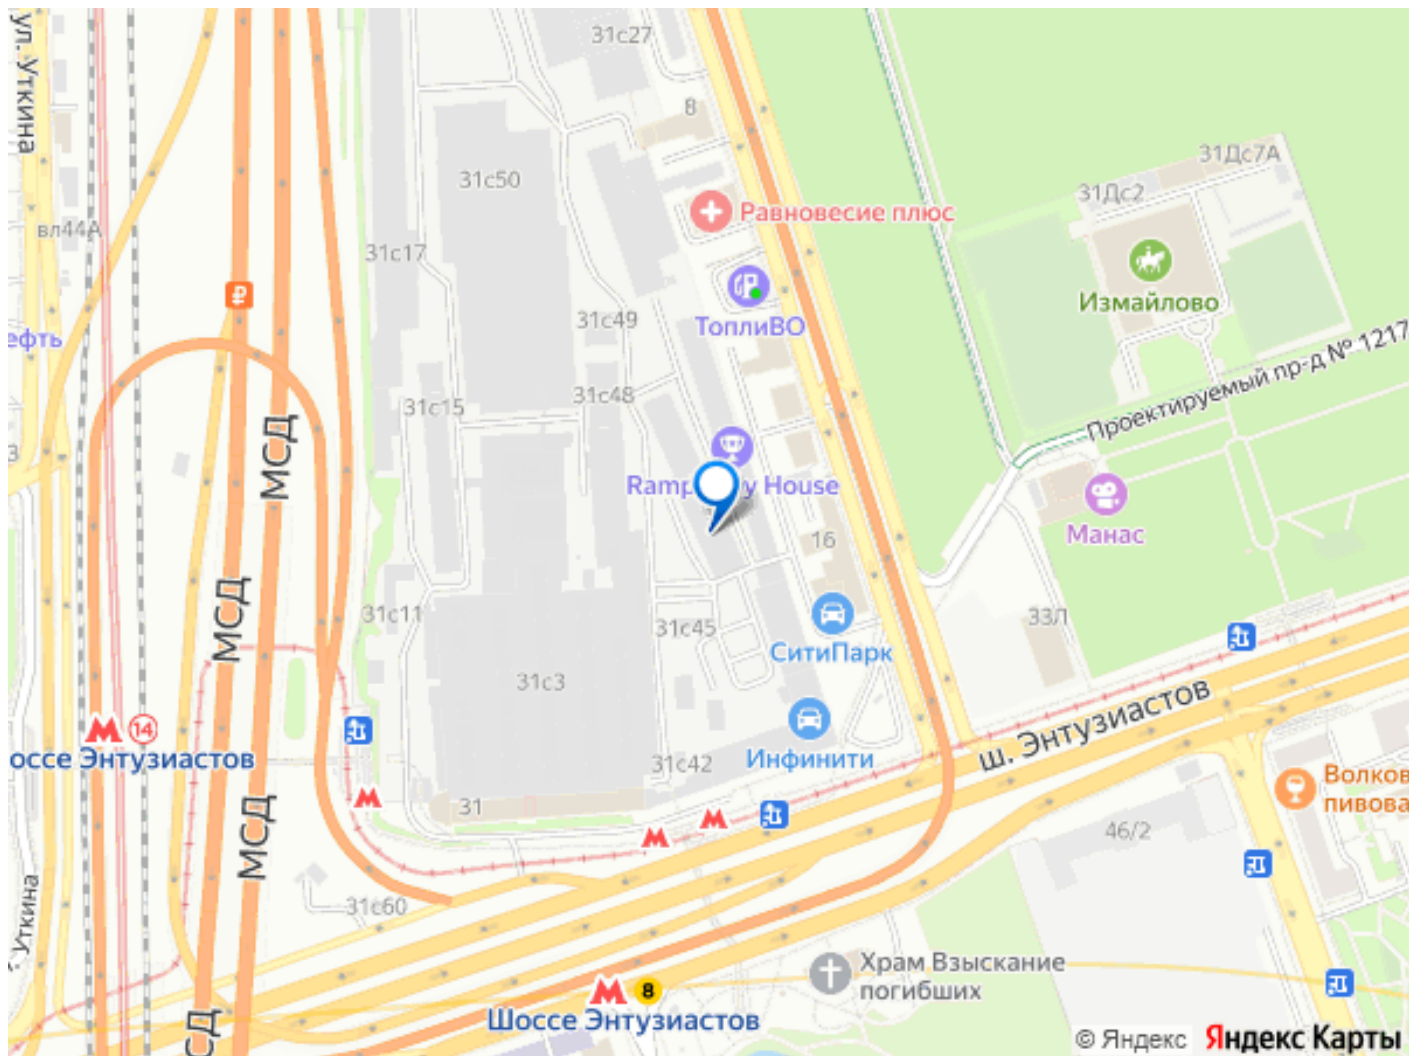 ул. Уткина
31с27
8
31Дс7А
31с50
31Дс2
Равновесие плюс
вл44А
31с17
₽
Измайлово
ТоплиВО
31с49
ефть
Проектируемый пр-д № 1217
31с48
31с15
МСД
МСД
House
Манас
16
31с11
31с45
33Л
СитиПарк
31с3
ш. Энтузиастов
14
оссе Энтузиастов
Инфинити
31с42
31
Волков
пивова
МСД
46/2
Уткина
31с60
Храм Взыскание
погибших
8
Шоссе Энтузиастов
СД
© Яндекс Яндекс Карты